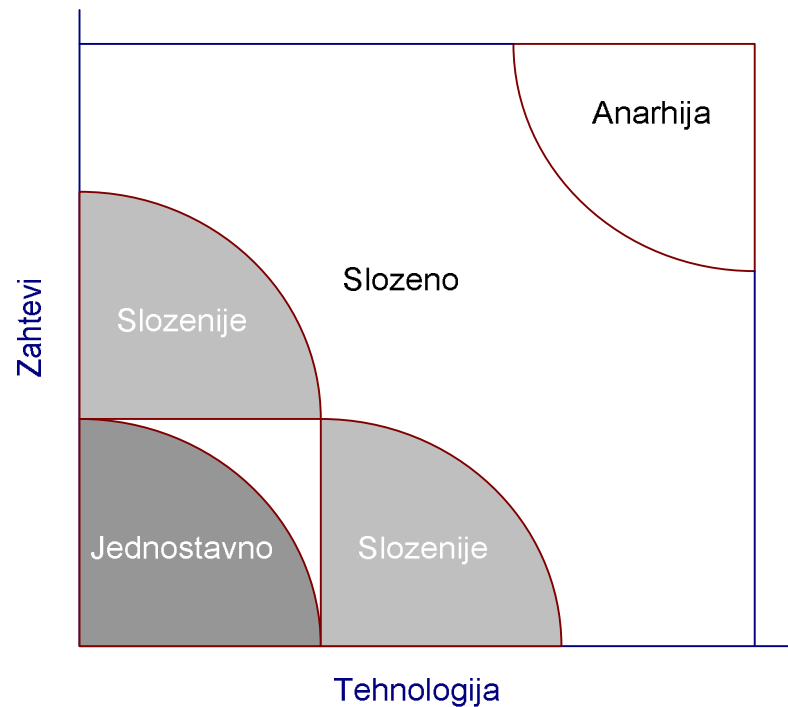 Anarhija
Slozeno
Zahtevi
Slozenije
Jednostavno
Slozenije
Tehnologija